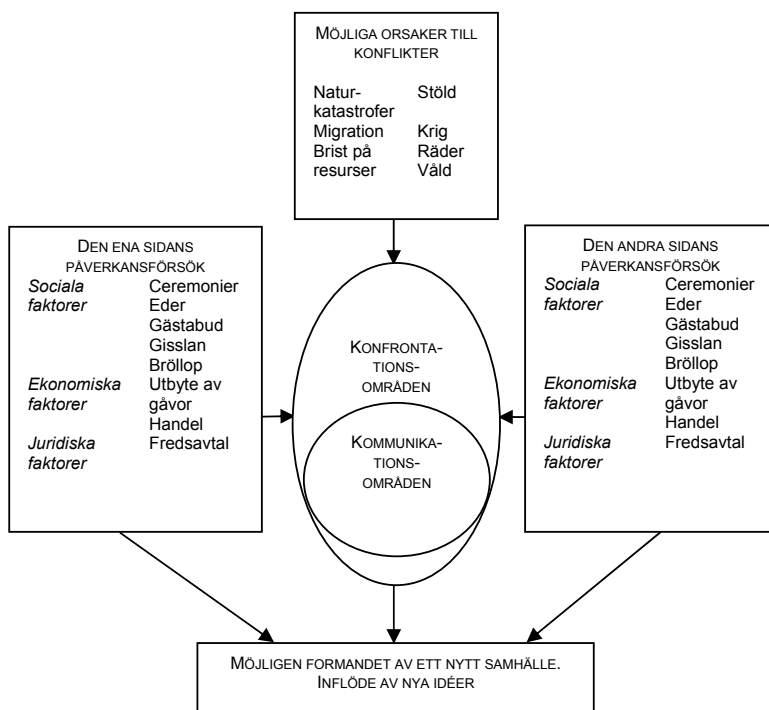 MÖJLIGA ORSAKER TILL
KONFLIKTER
Natur- Stöld
katastrofer
Migration Krig
Brist på Räder
resurser Våld
DEN ENA SIDANS
PÅVERKANSFÖRSÖK
Sociala Ceremonier
faktorer Eder
Gästabud
Gisslan
Bröllop
Ekonomiska Utbyte av
faktorer gåvor
Handel
Juridiska Fredsavtal
faktorer
KONFRONTA-
TIONS-
OMRÅDEN
KOMMUNIKA-
TIONS-
OMRÅDEN
DEN ANDRA SIDANS
PÅVERKANSFÖRSÖK
Sociala Ceremonier
faktorer Eder
Gästabud
Gisslan
Bröllop
Ekonomiska Utbyte av
faktorer gåvor
Handel
Juridiska Fredsavtal
faktorer
MÖJLIGEN FORMANDET AV ETT NYTT SAMHÄLLE.
INFLÖDE AV NYA IDÉER